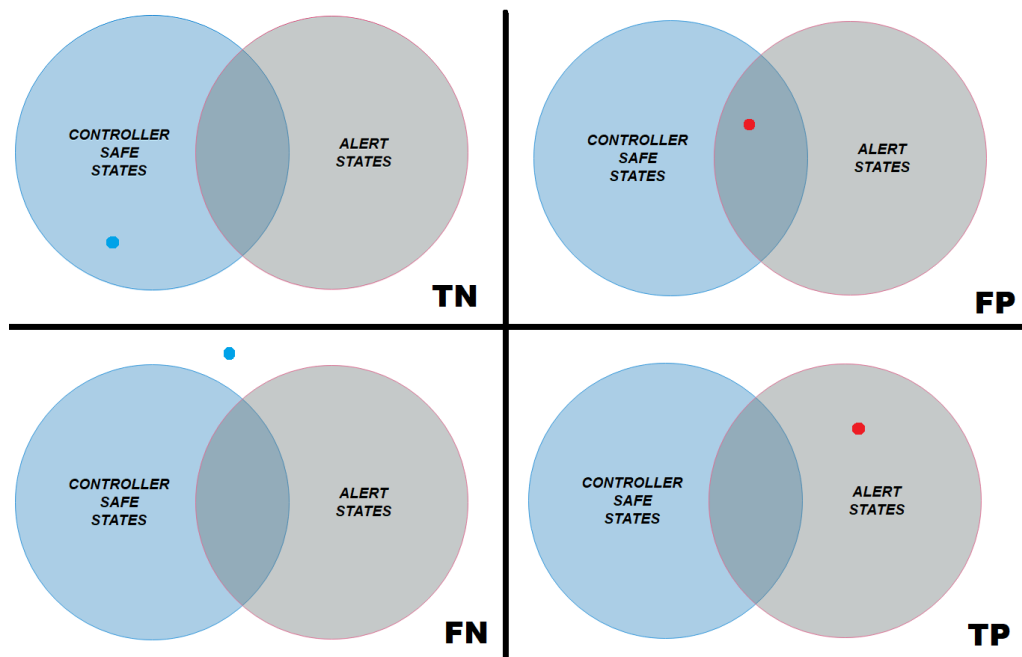 CONTROLLER
SAFE
STATES
ALERT
STATES
TN
CONTROLLER
SAFE
STATES
ALERT
STATES
FP
CONTROLLER
SAFE
STATES
ALERT
STATES
FN
CONTROLLER
SAFE
STATES
ALERT
STATES
TP